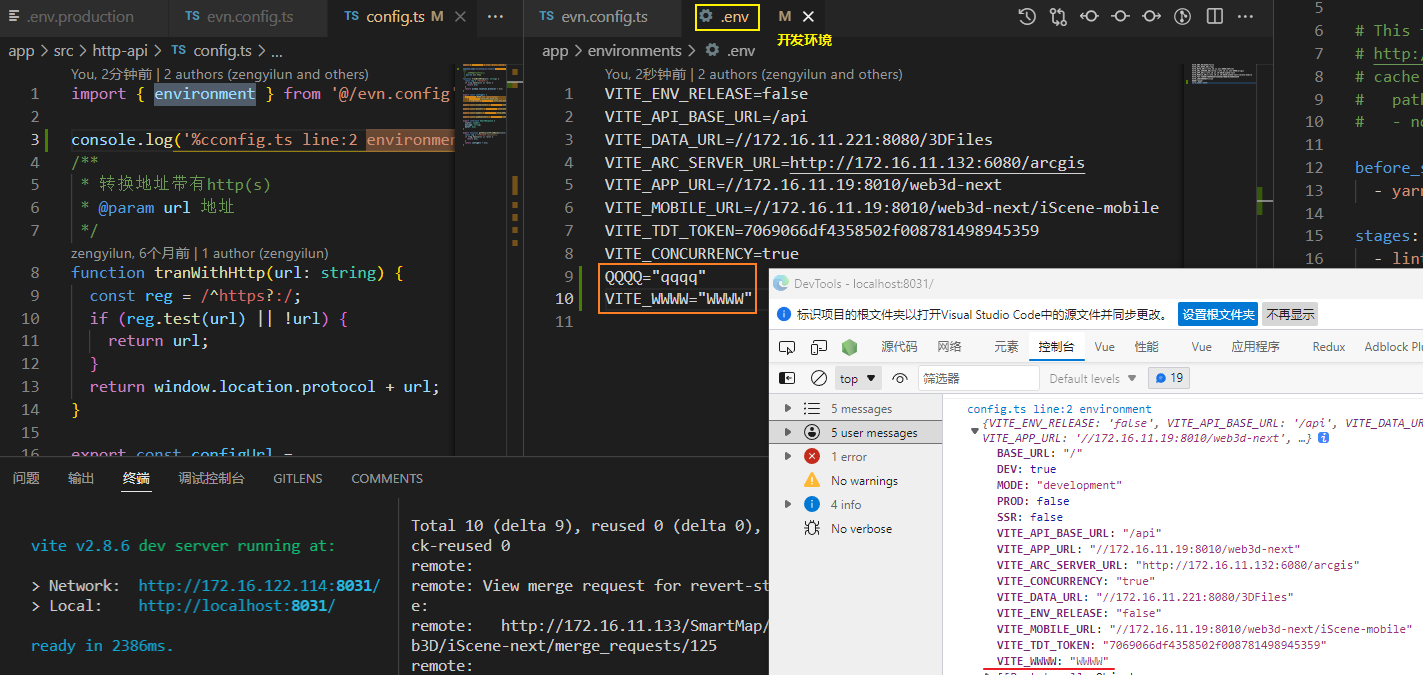 .env.production
TS evn.config.ts
TS config.ts M
TS evn.config.ts
.env M
开发环境
app > src > http-api > TS config.ts > ...
app > environments > .env
You, 2分钟前 | 2 authors (zengyilun and others)
1 import { environment } from '@/evn.config'
2
3 console.log('%cconfig.ts line:2 environmen
4 /**
5 * 转换地址带有http(s)
6 * @param url 地址
7 */
zengyilun, 6个月前 | 1 author (zengyilun)
8 function tranWithHttp(url: string) {
9 const reg = /^https?:/;
10 if (reg.test(url) || !url) {
11 return url;
12 }
13 return window.location.protocol + url;
14 }
15
16 export const configUrl =
You, 2秒钟前 | 2 authors (zengyilun and others)
1 VITE_ENV_RELEASE=false
2 VITE_API_BASE_URL=/api
3 VITE_DATA_URL=//172.16.11.221:8080/3DFiles
4 VITE_ARC_SERVER_URL=http://172.16.11.132:6080/arcgis
5 VITE_APP_URL=//172.16.11.19:8010/web3d-next
6 VITE_MOBILE_URL=//172.16.11.19:8010/web3d-next/iScene-mobile
7 VITE_TDT_TOKEN=7069066df4358502f008781498945359
8 VITE_CONCURRENCY=true
9 QQQQ="qqqq"
10 VITE_WWWW="WWWW"
11
5
6 # This
7 # http:/
8 # cache
9 # path
10 # - no
11
12 before_s
13 - yarn
14
15 stages:
16 - lint
问题 输出 终端 调试控制台 GITLENS COMMENTS
vite v2.8.6 dev server running at:
> Network: http://172.16.122.114:8031/
> Local: http://localhost:8031/
ready in 2386ms.
Total 10 (delta 9), reused 0 (delta 0),
ck-reused 0
remote:
remote: View merge request for revert-st
e:
remote: http://172.16.11.133/SmartMap/
b3D/iScene-next/merge_requests/125
remote:
DevTools - localhost:8031/
标识项目的根文件夹以打开Visual Studio Code中的源文件并同步更改。 设置根文件夹 不再显示
源代码 网络 元素 控制台 Vue 性能 Vue 应用程序 Redux Adblock Plu
top 筛选器 Default levels 19
5 messages
5 user messages
1 error
No warnings
4 info
No verbose
config.ts line:2 environment
{VITE_ENV_RELEASE: 'false', VITE_API_BASE_URL: '/api', VITE_DATA_UR
VITE_APP_URL: '//172.16.11.19:8010/web3d-next', …}
BASE_URL: "/"
DEV: true
MODE: "development"
PROD: false
SSR: false
VITE_API_BASE_URL: "/api"
VITE_APP_URL: "//172.16.11.19:8010/web3d-next"
VITE_ARC_SERVER_URL: "http://172.16.11.132:6080/arcgis"
VITE_CONCURRENCY: "true"
VITE_DATA_URL: "//172.16.11.221:8080/3DFiles"
VITE_ENV_RELEASE: "false"
VITE_MOBILE_URL: "//172.16.11.19:8010/web3d-next/iScene-mobile"
VITE_TDT_TOKEN: "7069066df4358502f008781498945359"
VITE_WWWW: "WWWW"